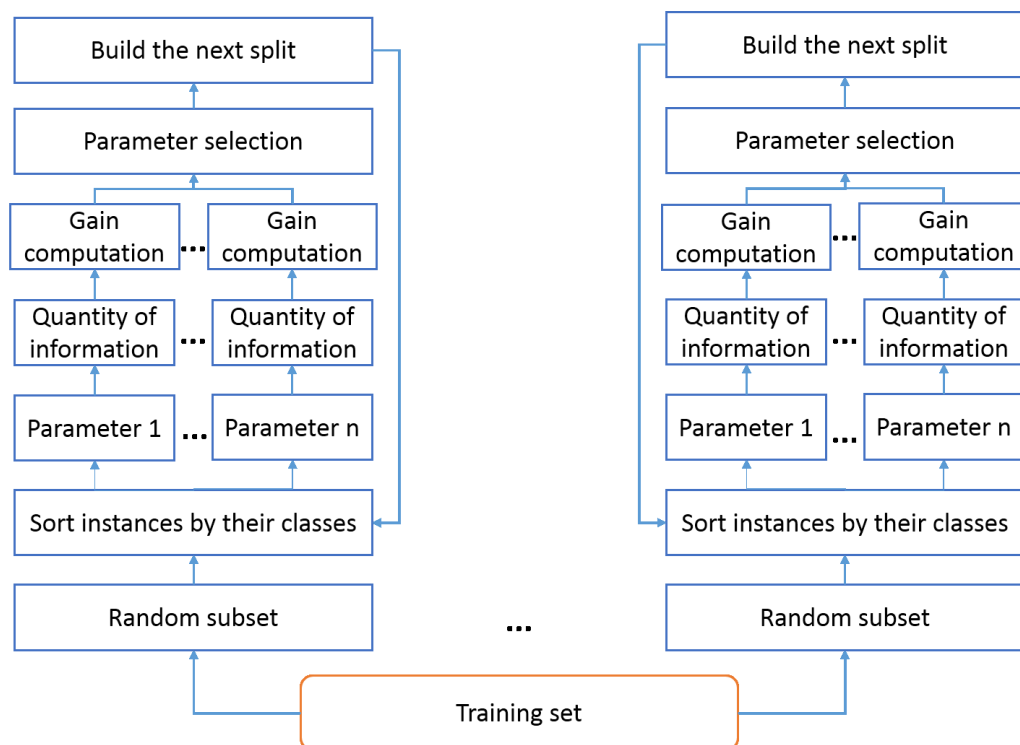 Build the next split
Parameter selection
Gain
computation
...
Gain
computation
Quantity of
information
...
Quantity of
information
Parameter 1
...
Parameter n
Sort instances by their classes
Random subset
...
Build the next split
Parameter selection
Gain
computation
...
Gain
computation
Quantity of
information
...
Quantity of
information
Parameter 1
...
Parameter n
Sort instances by their classes
Random subset
Training set